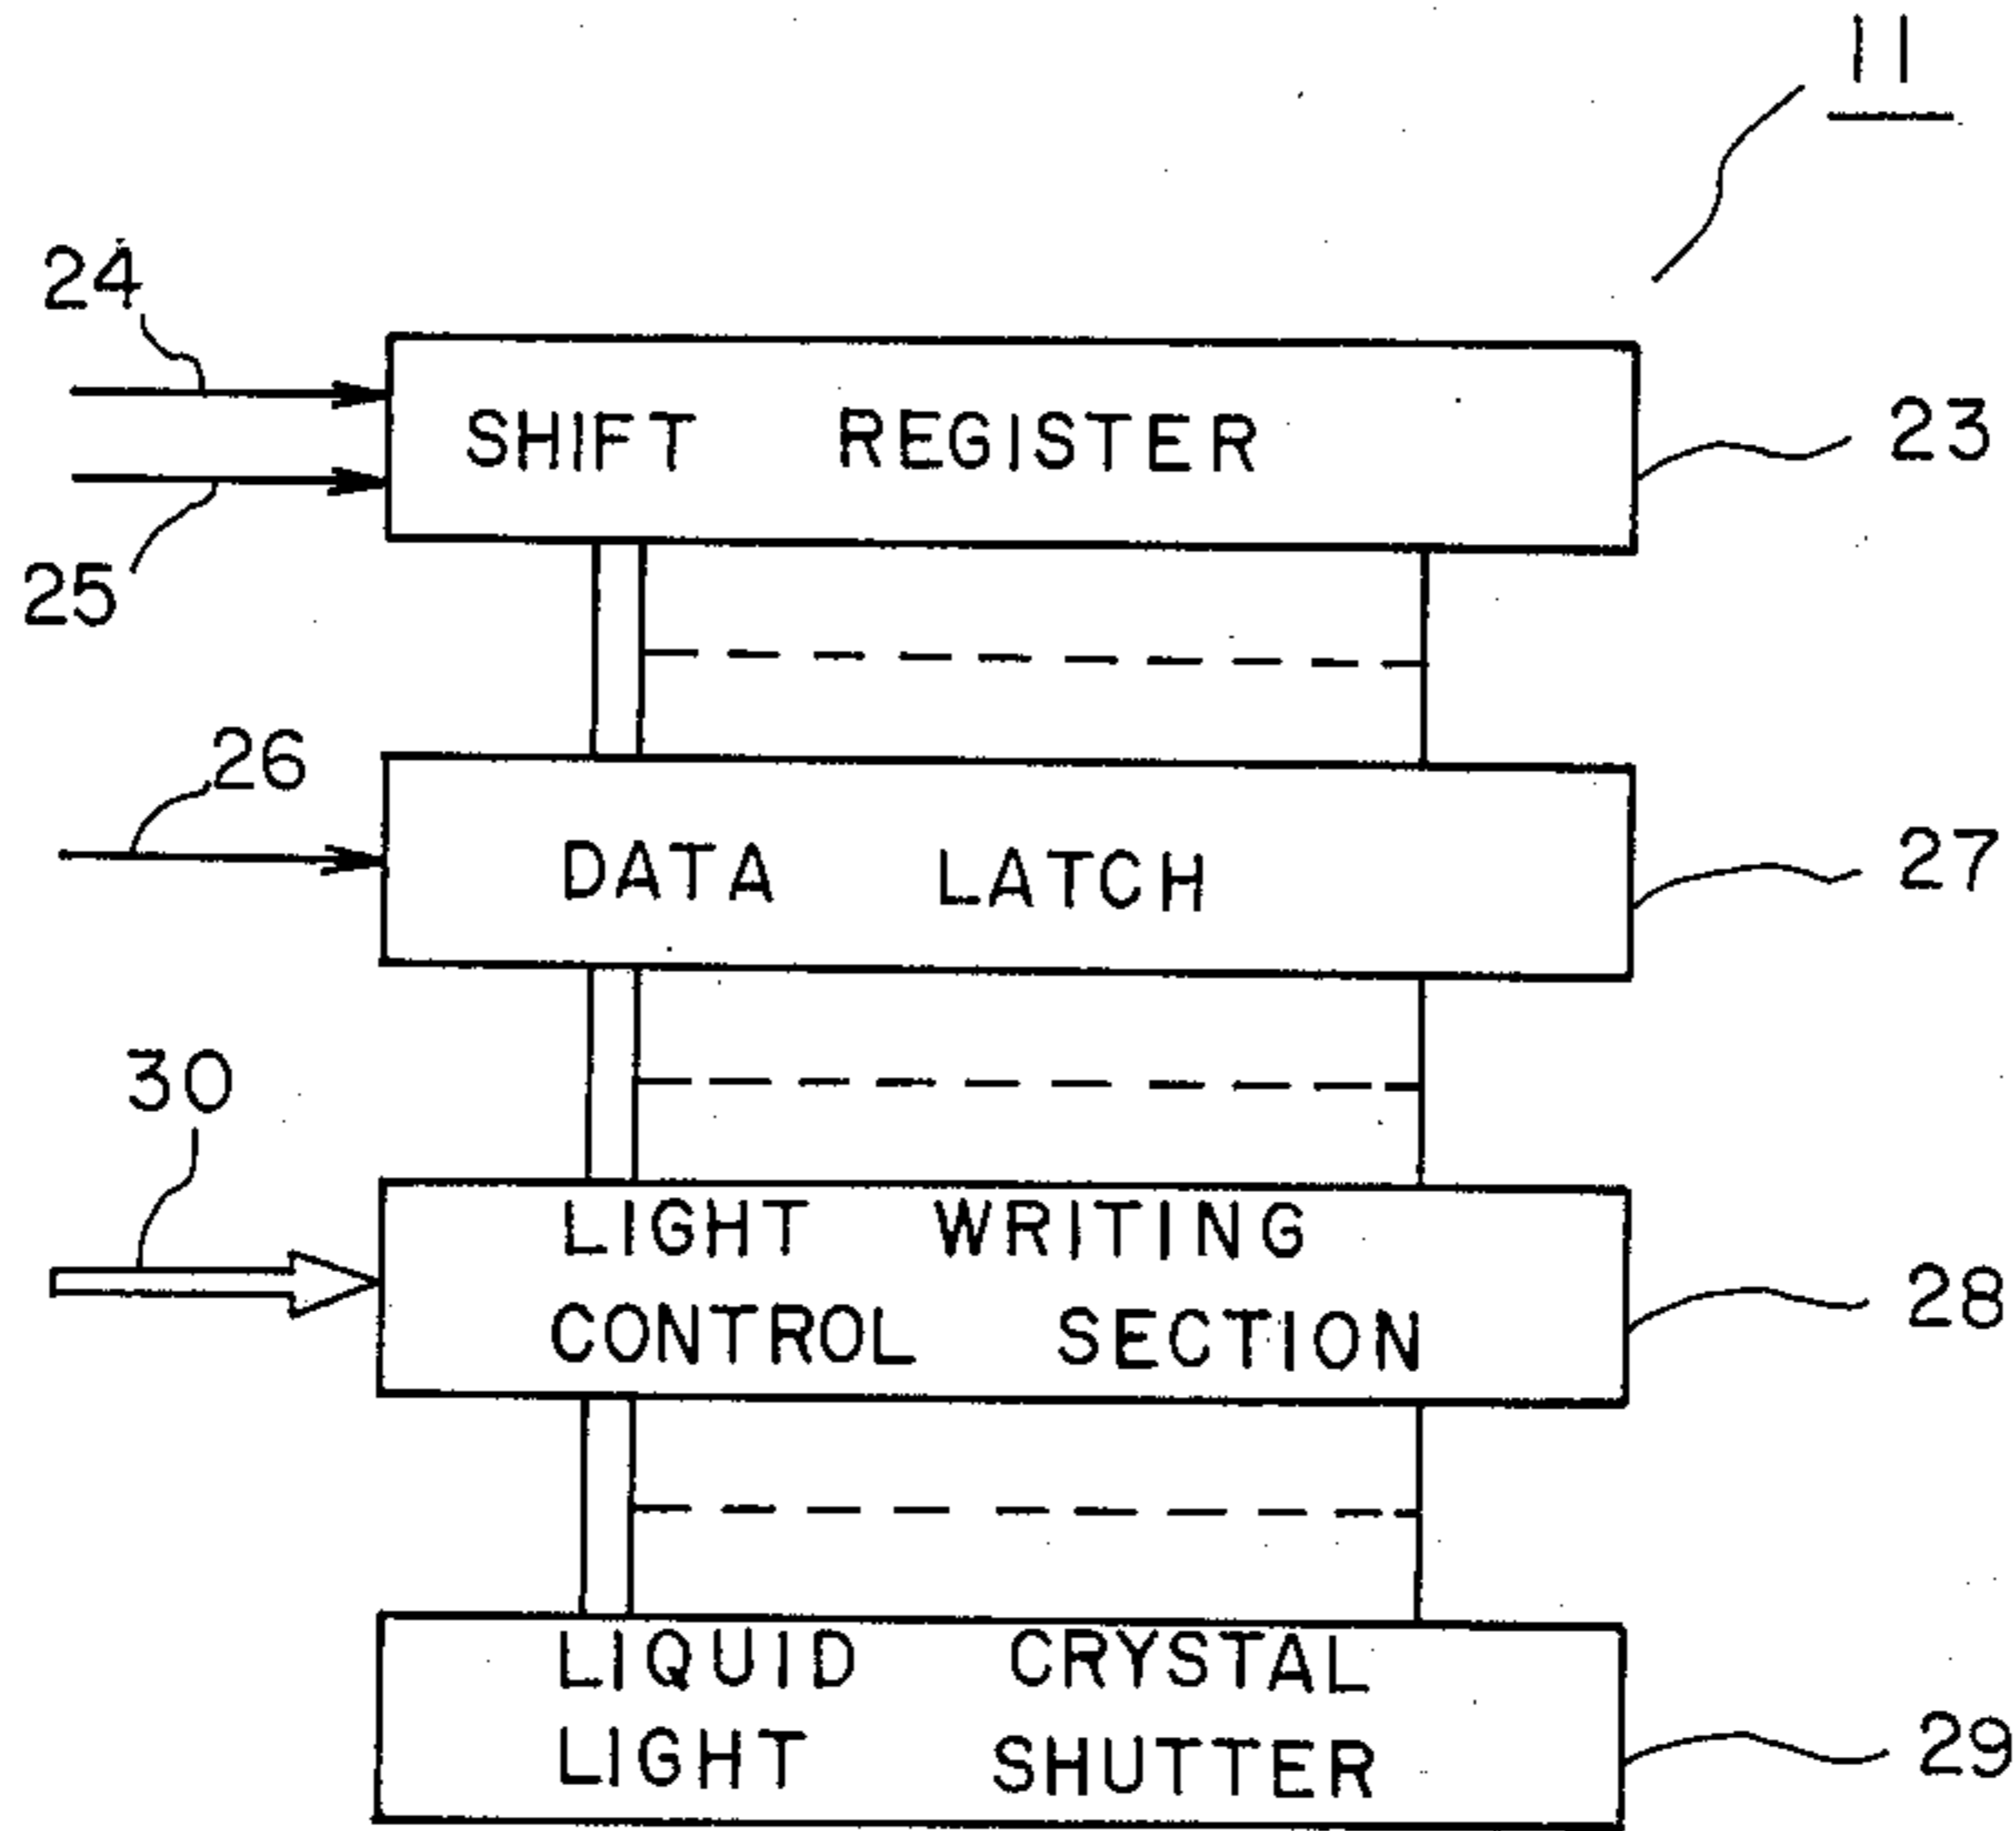 11
24
SHIFT REGISTER
23
25
26
DATA LATCH
27
30
LIGHT WRITING
CONTROL SECTION
28
LIQUID CRYSTAL
LIGHT SHUTTER
29